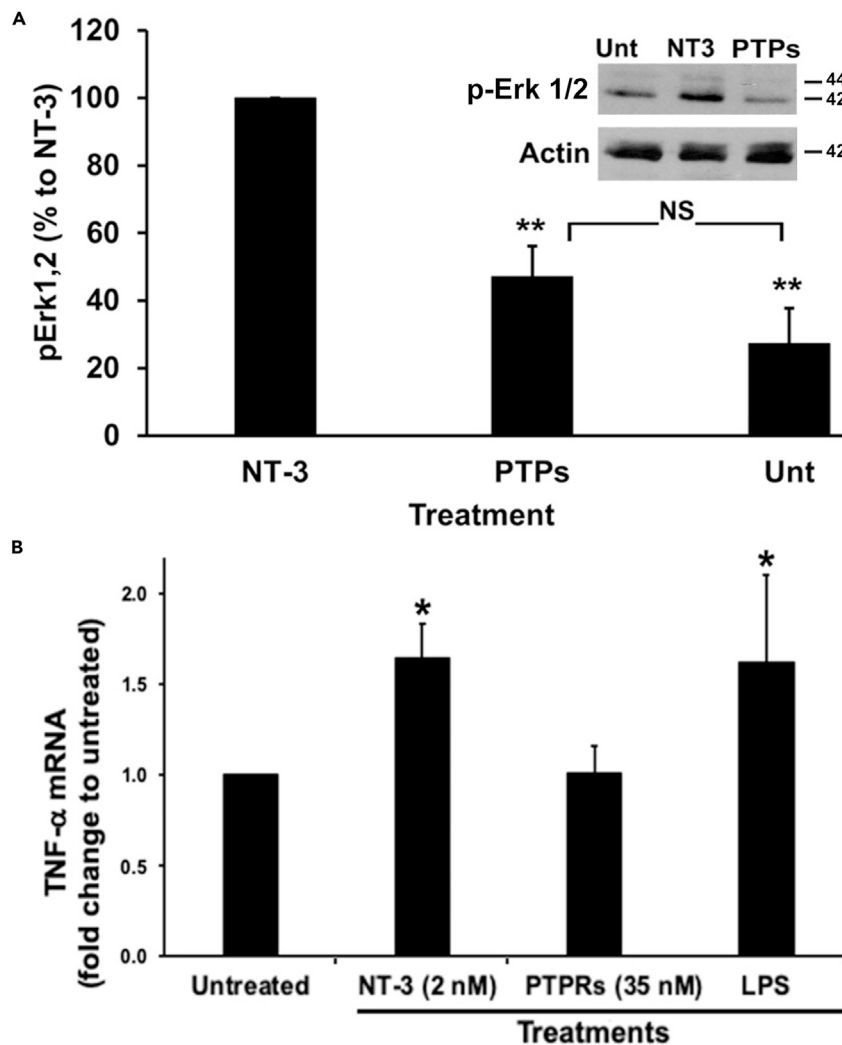 A
120
100
80
60
40
20
0
pErk1,2 (% to NT-3)
Unt NT3 PTPs
p-Erk 1/2
44
42
Actin
42
NS
**
**
NT-3 PTPs Unt
Treatment
B
2.0
1.5
1.0
0.5
0.0
TNF-α mRNA
(fold change to untreated)
*
*
Untreated NT-3 (2 nM) PTPRs (35 nM) LPS
Treatments